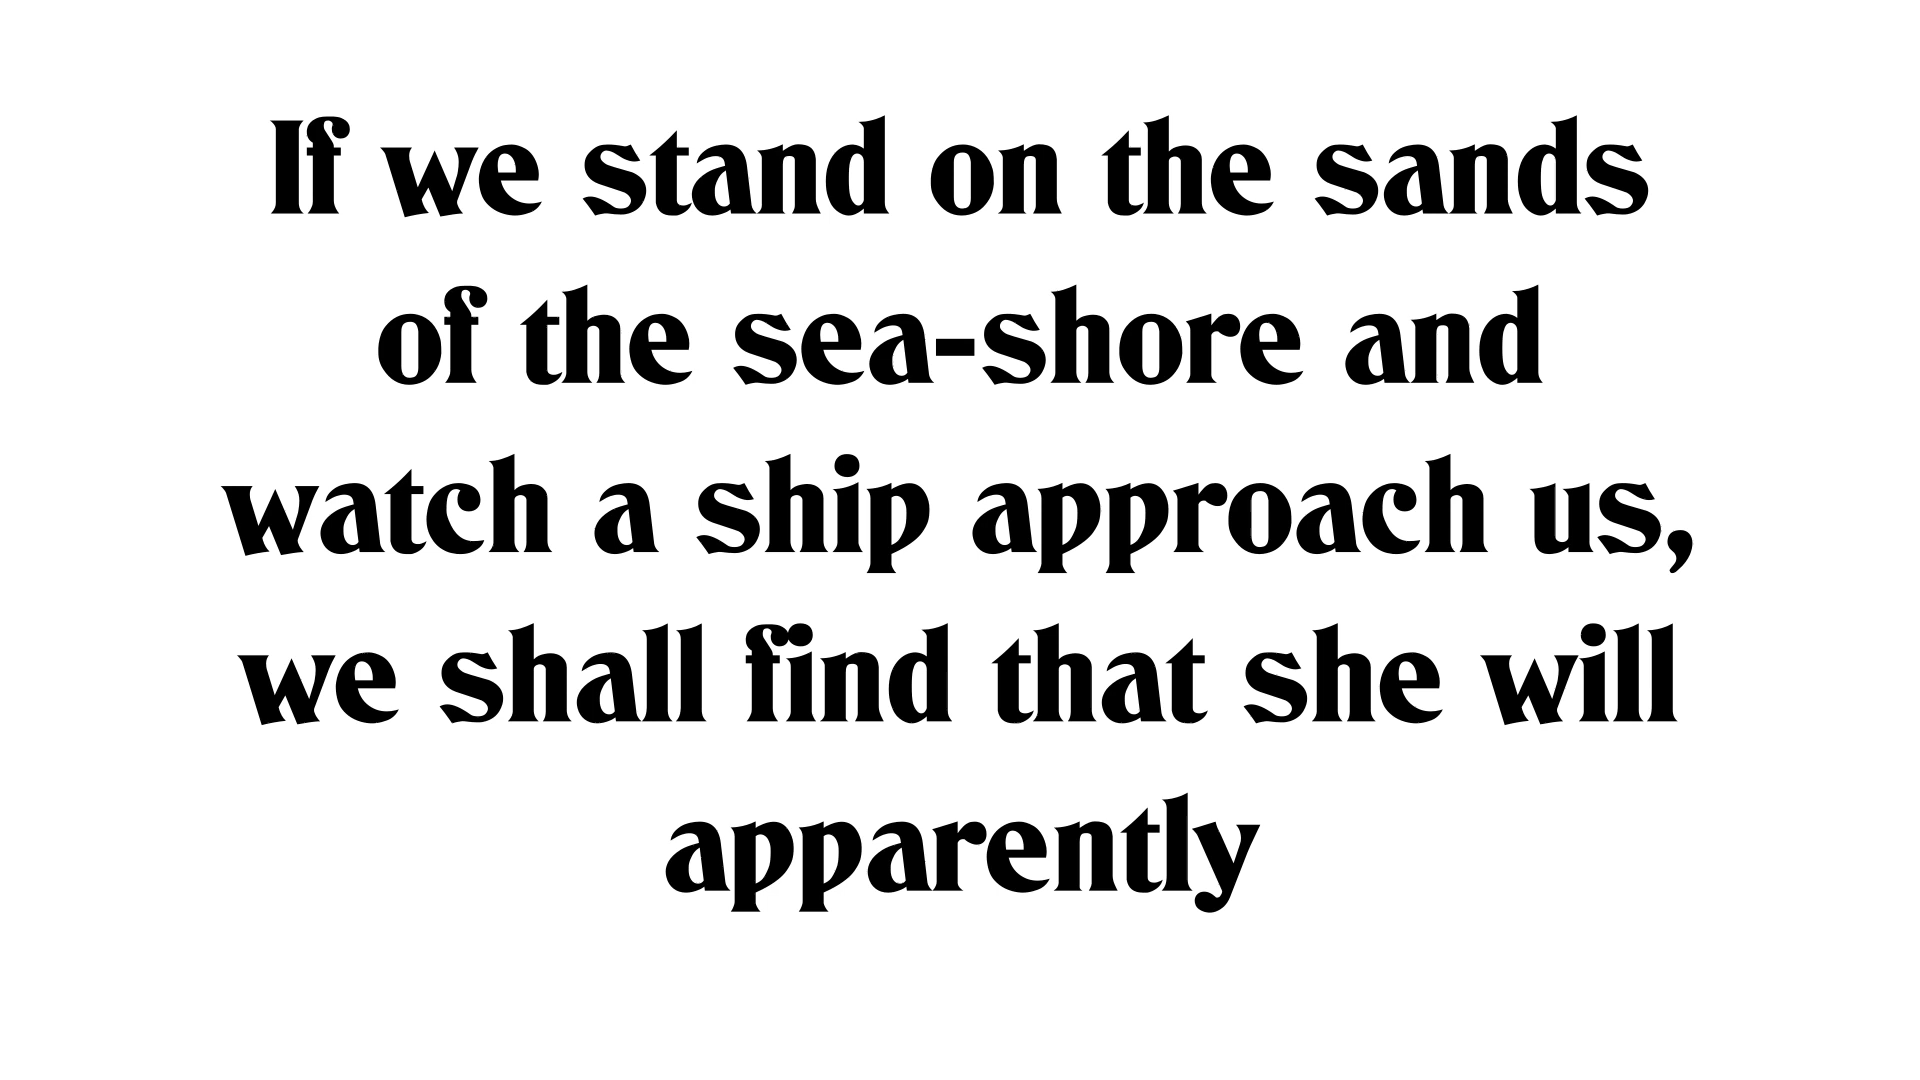 If we stand on the sands
of the sea-shore and
watch a ship approach us,
we shall find that she will
apparently